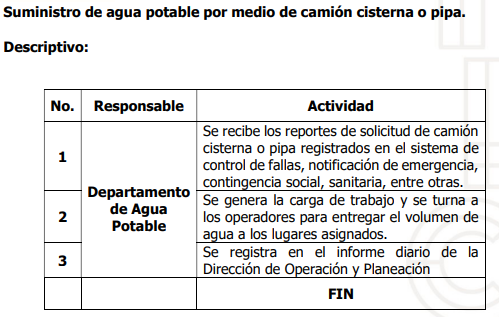 Suministro de agua potable por medio de camión cisterna o pipa.
Descriptivo:
No. Responsable Actividad
1
Se recibe los reportes de solicitud de camión
cisterna o pipa registrados en el sistema de
control de fallas, notificación de emergencia,
contingencia social, sanitaria, entre otras.
Departamento
de Agua
Potable
2
Se genera la carga de trabajo y se turna a
los operadores para entregar el volumen de
agua a los lugares asignados.
3
Se registra en el informe diario de la
Dirección de Operación y Planeación
FIN